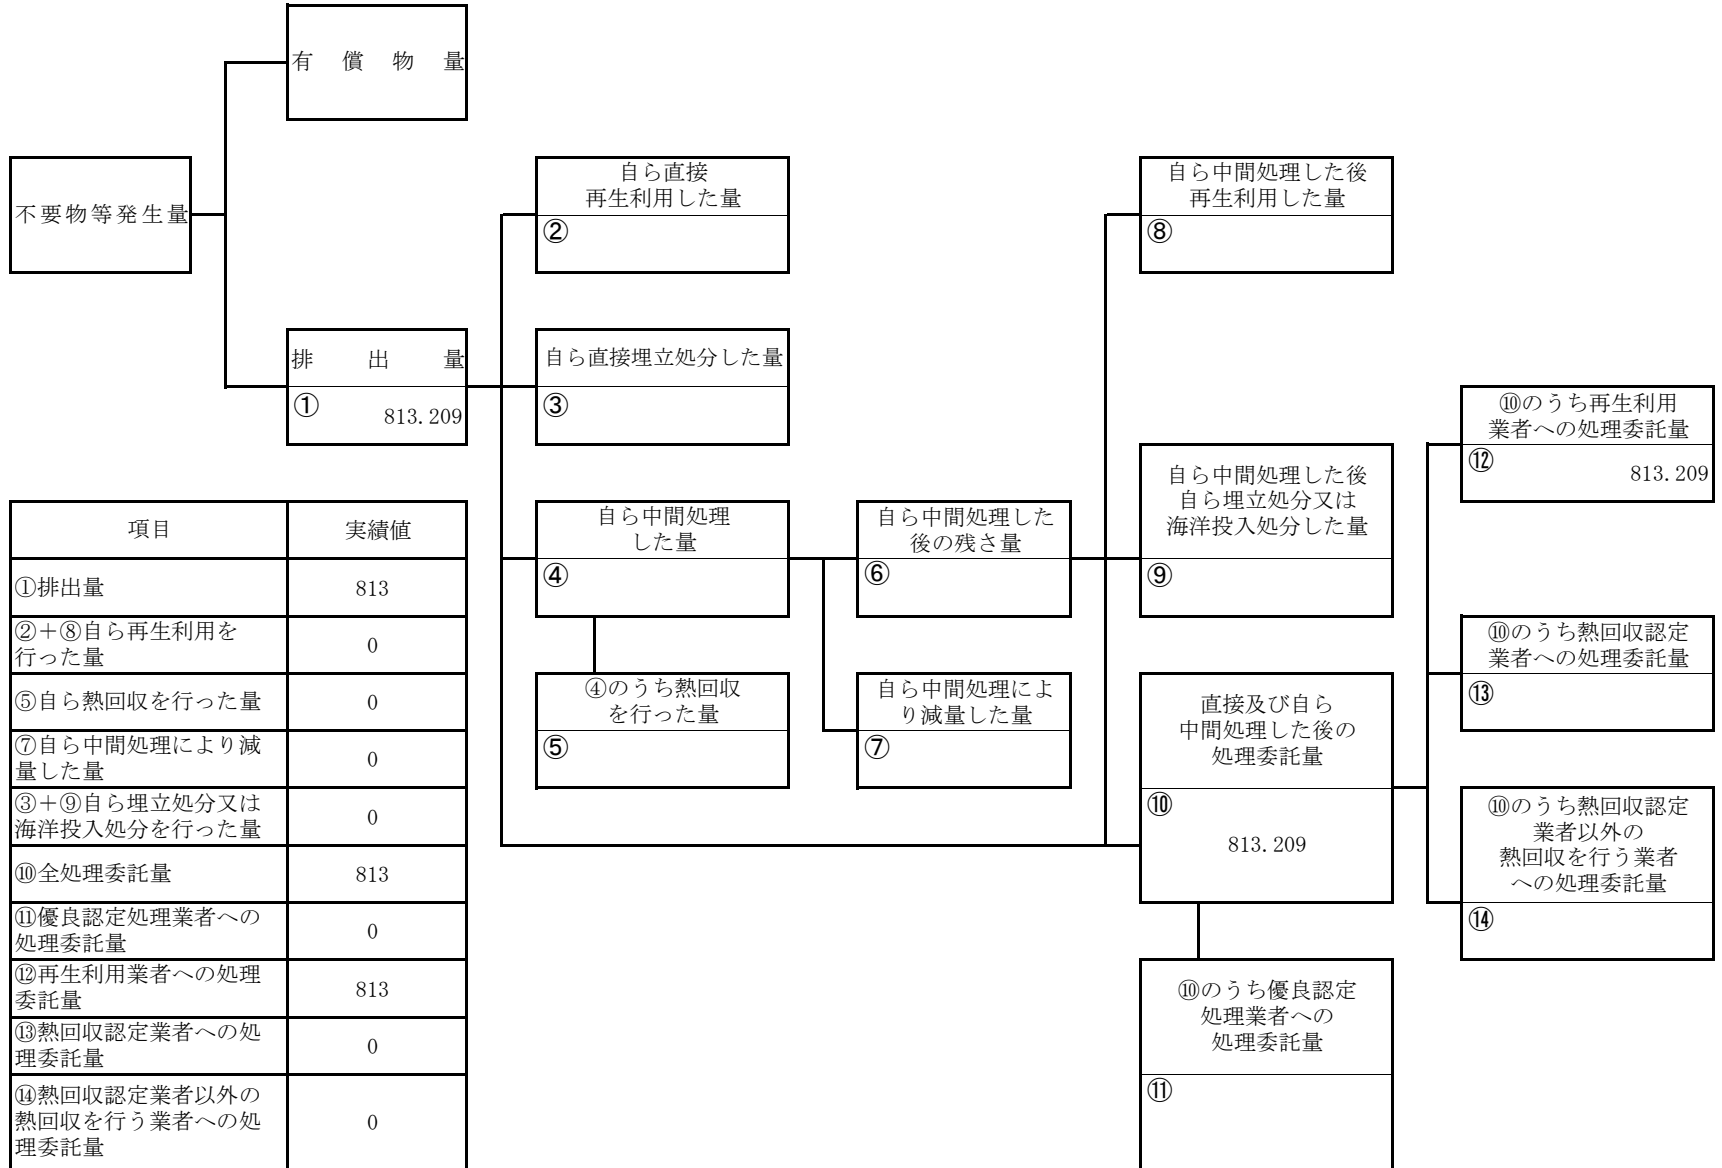 有償物量
不要物等発生量
自ら直接
再生利用した量
②
自ら中間処理した後
再生利用した量
⑧
排出量
①
813.209
自ら直接埋立処分した量
③
⑩のうち再生利用
業者への処理委託量
⑫
813.209
自ら中間処理
した量
④
自ら中間処理した
後の残さ量
⑥
自ら中間処理した後
自ら埋立処分又は
海洋投入処分した量
⑨
⑩のうち熱回収認定
業者への処理委託量
⑬
④のうち熱回収
を行った量
⑤
自ら中間処理によ
り減量した量
⑦
直接及び自ら
中間処理した後の
処理委託量
⑩
813.209
⑩のうち熱回収認定
業者以外の
熱回収を行う業者
への処理委託量
⑭
⑩のうち優良認定
処理業者への
処理委託量
⑪
項目 実績値
①排出量 813
②＋⑧自ら再生利用を
行った量 0
⑤自ら熱回収を行った量 0
⑦自ら中間処理により減
量した量 0
③＋⑨自ら埋立処分又は
海洋投入処分を行った量 0
⑩全処理委託量 813
⑪優良認定処理業者への
処理委託量 0
⑫再生利用業者への処理
委託量 813
⑬熱回収認定業者への処
理委託量 0
⑭熱回収認定業者以外の
熱回収を行う業者への処
理委託量 0